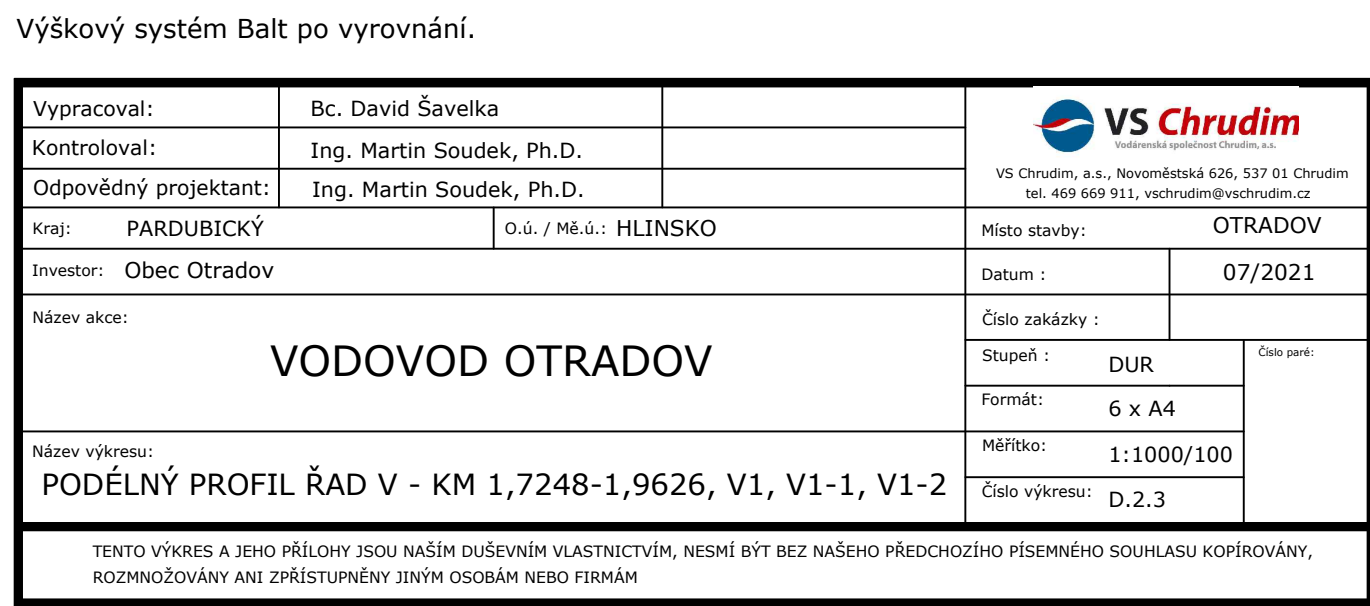 Výškový systém Balt po vyrovnání.
Vypracoval: Bc. David Šavelka
Kontroloval: Ing. Martin Soudek, Ph.D.
Odpovědný projektant: Ing. Martin Soudek, Ph.D.
VS Chrudim
Vodárenská společnost Chrudim, a.s.
VS Chrudim, a.s., Novoměstská 626, 537 01 Chrudim
tel. 469 669 911, vschrudim@vschrudim.cz
Kraj: PARDUBICKÝ O.ú. / Mě.ú.: HLINSKO
Místo stavby: OTRADOV
Investor: Obec Otradov
Datum : 07/2021
Název akce:
VODOVOD OTRADOV
Číslo zakázky :
Stupeň : DUR
Číslo paré:
Formát: 6 x A4
Název výkresu:
PODÉLNÝ PROFIL ŘAD V - KM 1,7248-1,9626, V1, V1-1, V1-2
Měřítko: 1:1000/100
Číslo výkresu: D.2.3
TENTO VÝKRES A JEHO PŘÍLOHY JSOU NAŠÍM DUŠEVNÍM VLASTNICTVÍM, NESMÍ BÝT BEZ NAŠEHO PŘEDCHOZÍHO PÍSEMNÉHO SOUHLASU KOPÍROVÁNY,
ROZMNOŽOVÁNY ANI ZPŘÍSTUPNĚNY JINÝM OSOBÁM NEBO FIRMÁM